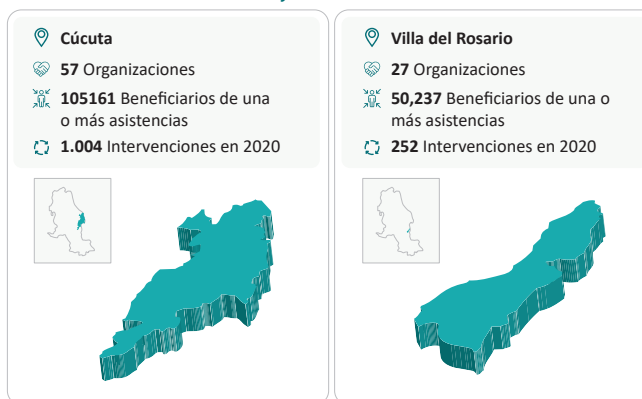 Cúcuta
57 Organizaciones
105161 Beneficiarios de una
o más asistencias
1.004 Intervenciones en 2020
Villa del Rosario
27 Organizaciones
50,237 Beneficiarios de una o
más asistencias
252 Intervenciones en 2020